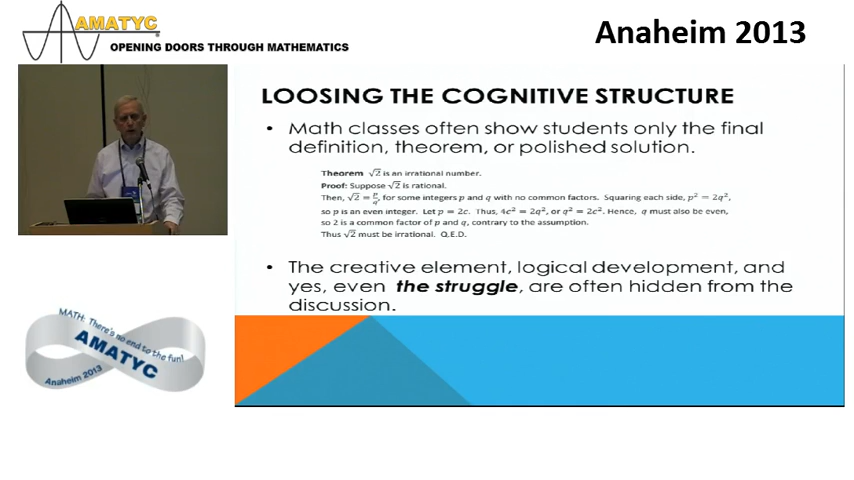 AMATYC
OPENING DOORS THROUGH MATHEMATICS
Anaheim 2013
LOOSING THE COGNITIVE STRUCTURE
• Math classes often show students only the final
definition, theorem, or polished solution.
Theorem √2 is an irrational number.
Proof: Suppose √2 is rational.
Then, √2 = p/q, for some integers p and q with no common factors. Squaring each side, p² = 2q²,
so p is an even integer. Let p = 2c. Thus, 4c² = 2q², or q² = 2c². Hence, q must also be even,
so 2 is a common factor of p and q, contrary to the assumption.
Thus √2 must be irrational. Q.E.D.
• The creative element, logical development, and
yes, even the struggle, are often hidden from the
discussion.
MATH: There's no end to the fun!
AMATYC
Anaheim 2013